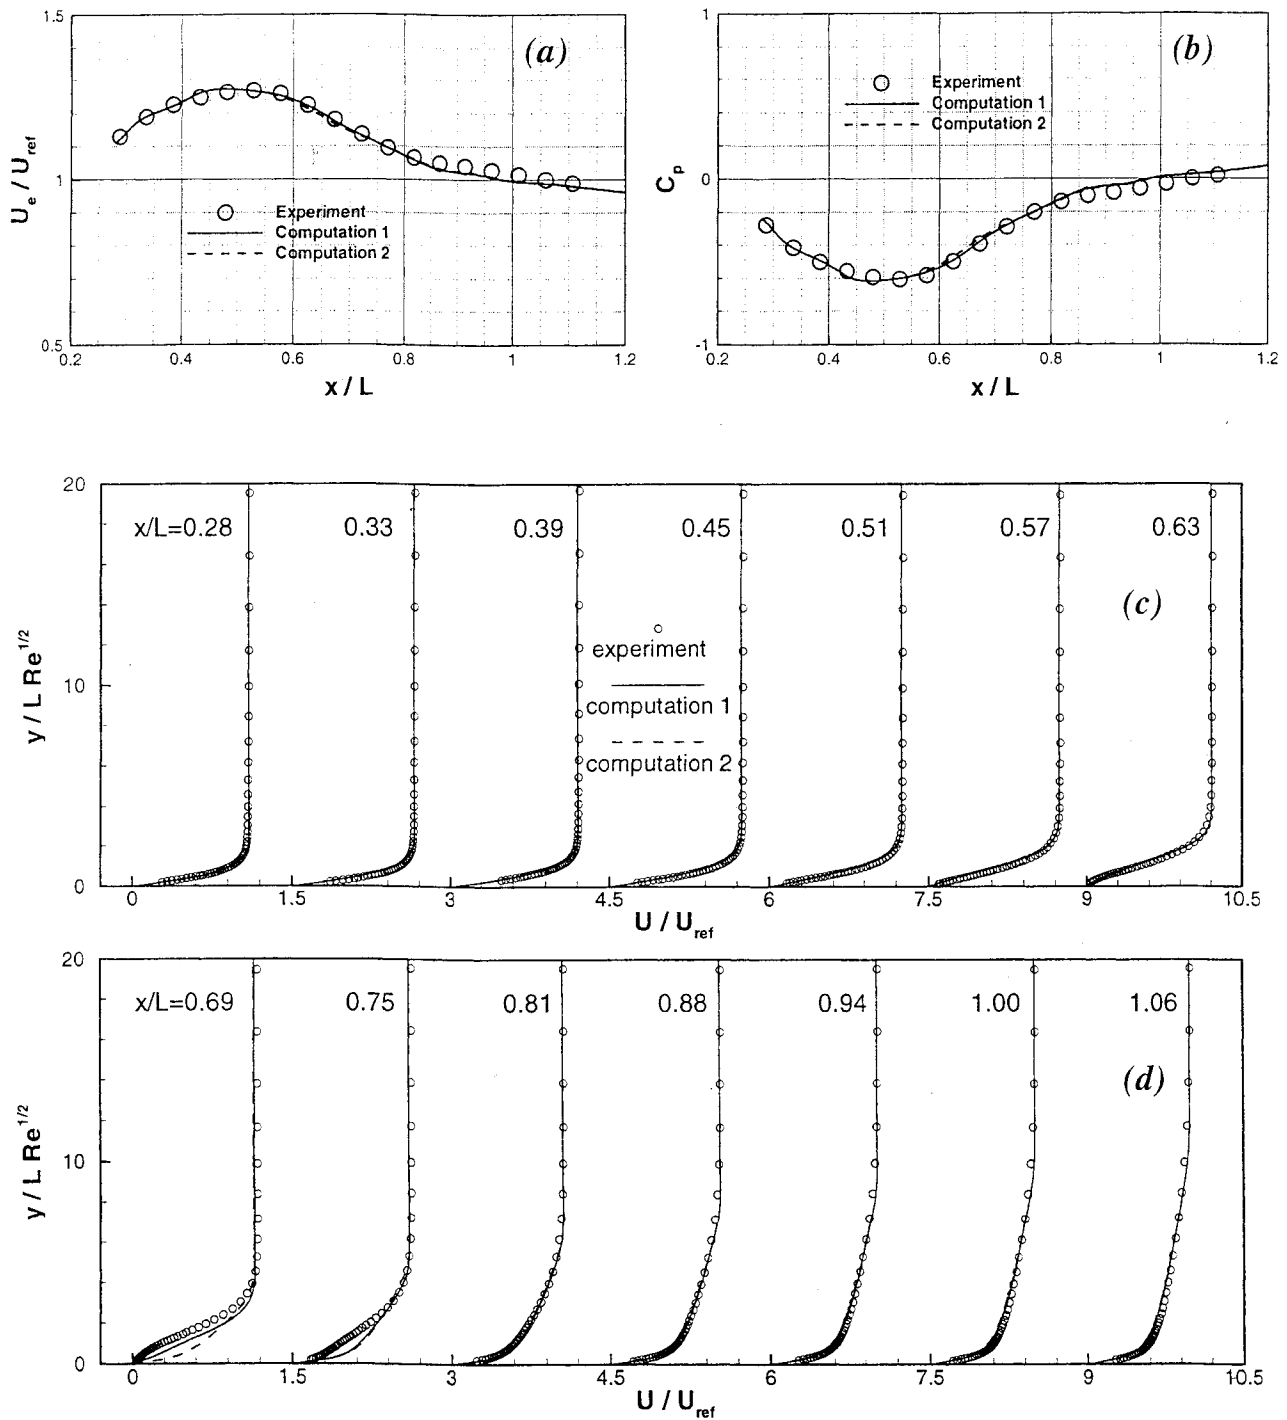 1.5
1
0.5
U_e / U_ref
(a)
Experiment
Computation 1
Computation 2
0.2 0.4 0.6 0.8 1 1.2
x / L
1
0
-1
C_p
(b)
Experiment
Computation 1
Computation 2
0.2 0.4 0.6 0.8 1 1.2
x / L
20
10
0
y / L Re^1/2
x/L=0.28 0.33 0.39 0.45 0.51 0.57 0.63
(c)
experiment
computation 1
computation 2
0 1.5 3 4.5 6 7.5 9 10.5
U / U_ref
20
10
0
y / L Re^1/2
x/L=0.69 0.75 0.81 0.88 0.94 1.00 1.06
(d)
0 1.5 3 4.5 6 7.5 9 10.5
U / U_ref